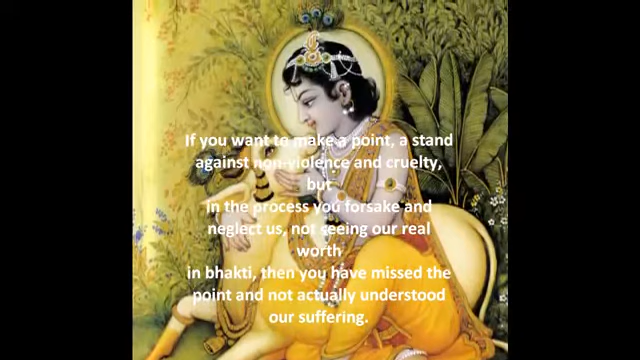 If you want to make a point, a stand
against non-violence and cruelty,
but
in the process you forsake and
neglect us, not seeing our real
worth
in bhakti, then you have missed the
point and not actually understood
our suffering.